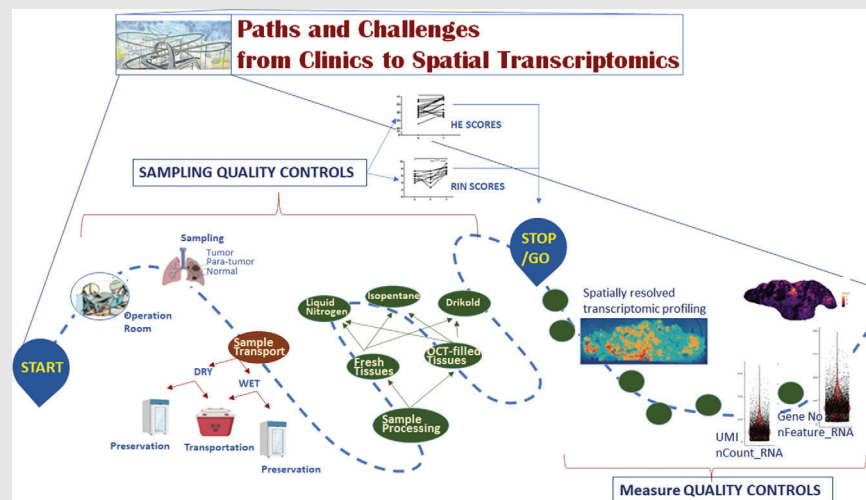 Paths and Challenges
from Clinics to Spatial Transcriptomics
HE SCORES
SAMPLING QUALITY CONTROLS
RIN SCORES
STOP
/GO
Sampling
Tumor
Para-tumor
Normal
Operation
Room
START
Sample
Transport
DRY
WET
Preservation
Transportation
Preservation
Liquid
Nitrogen
Isopentane
Drikold
Fresh
Tissues
OCT-filled
Tissues
Sample
Processing
Spatially resolved
transcriptomic profiling
UMI
nCount_RNA
Gene No
nFeature_RNA
Measure QUALITY CONTROLS